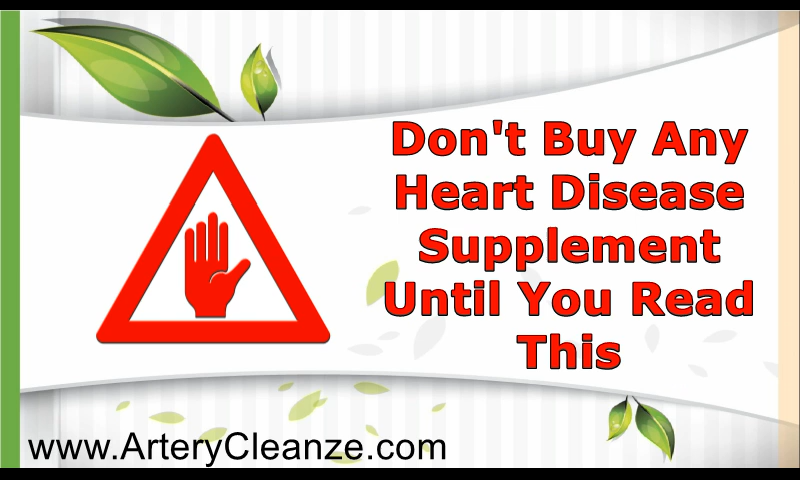 Don't Buy Any
Heart Disease
Supplement
Until You Read
This
www.ArteryCleanze.com